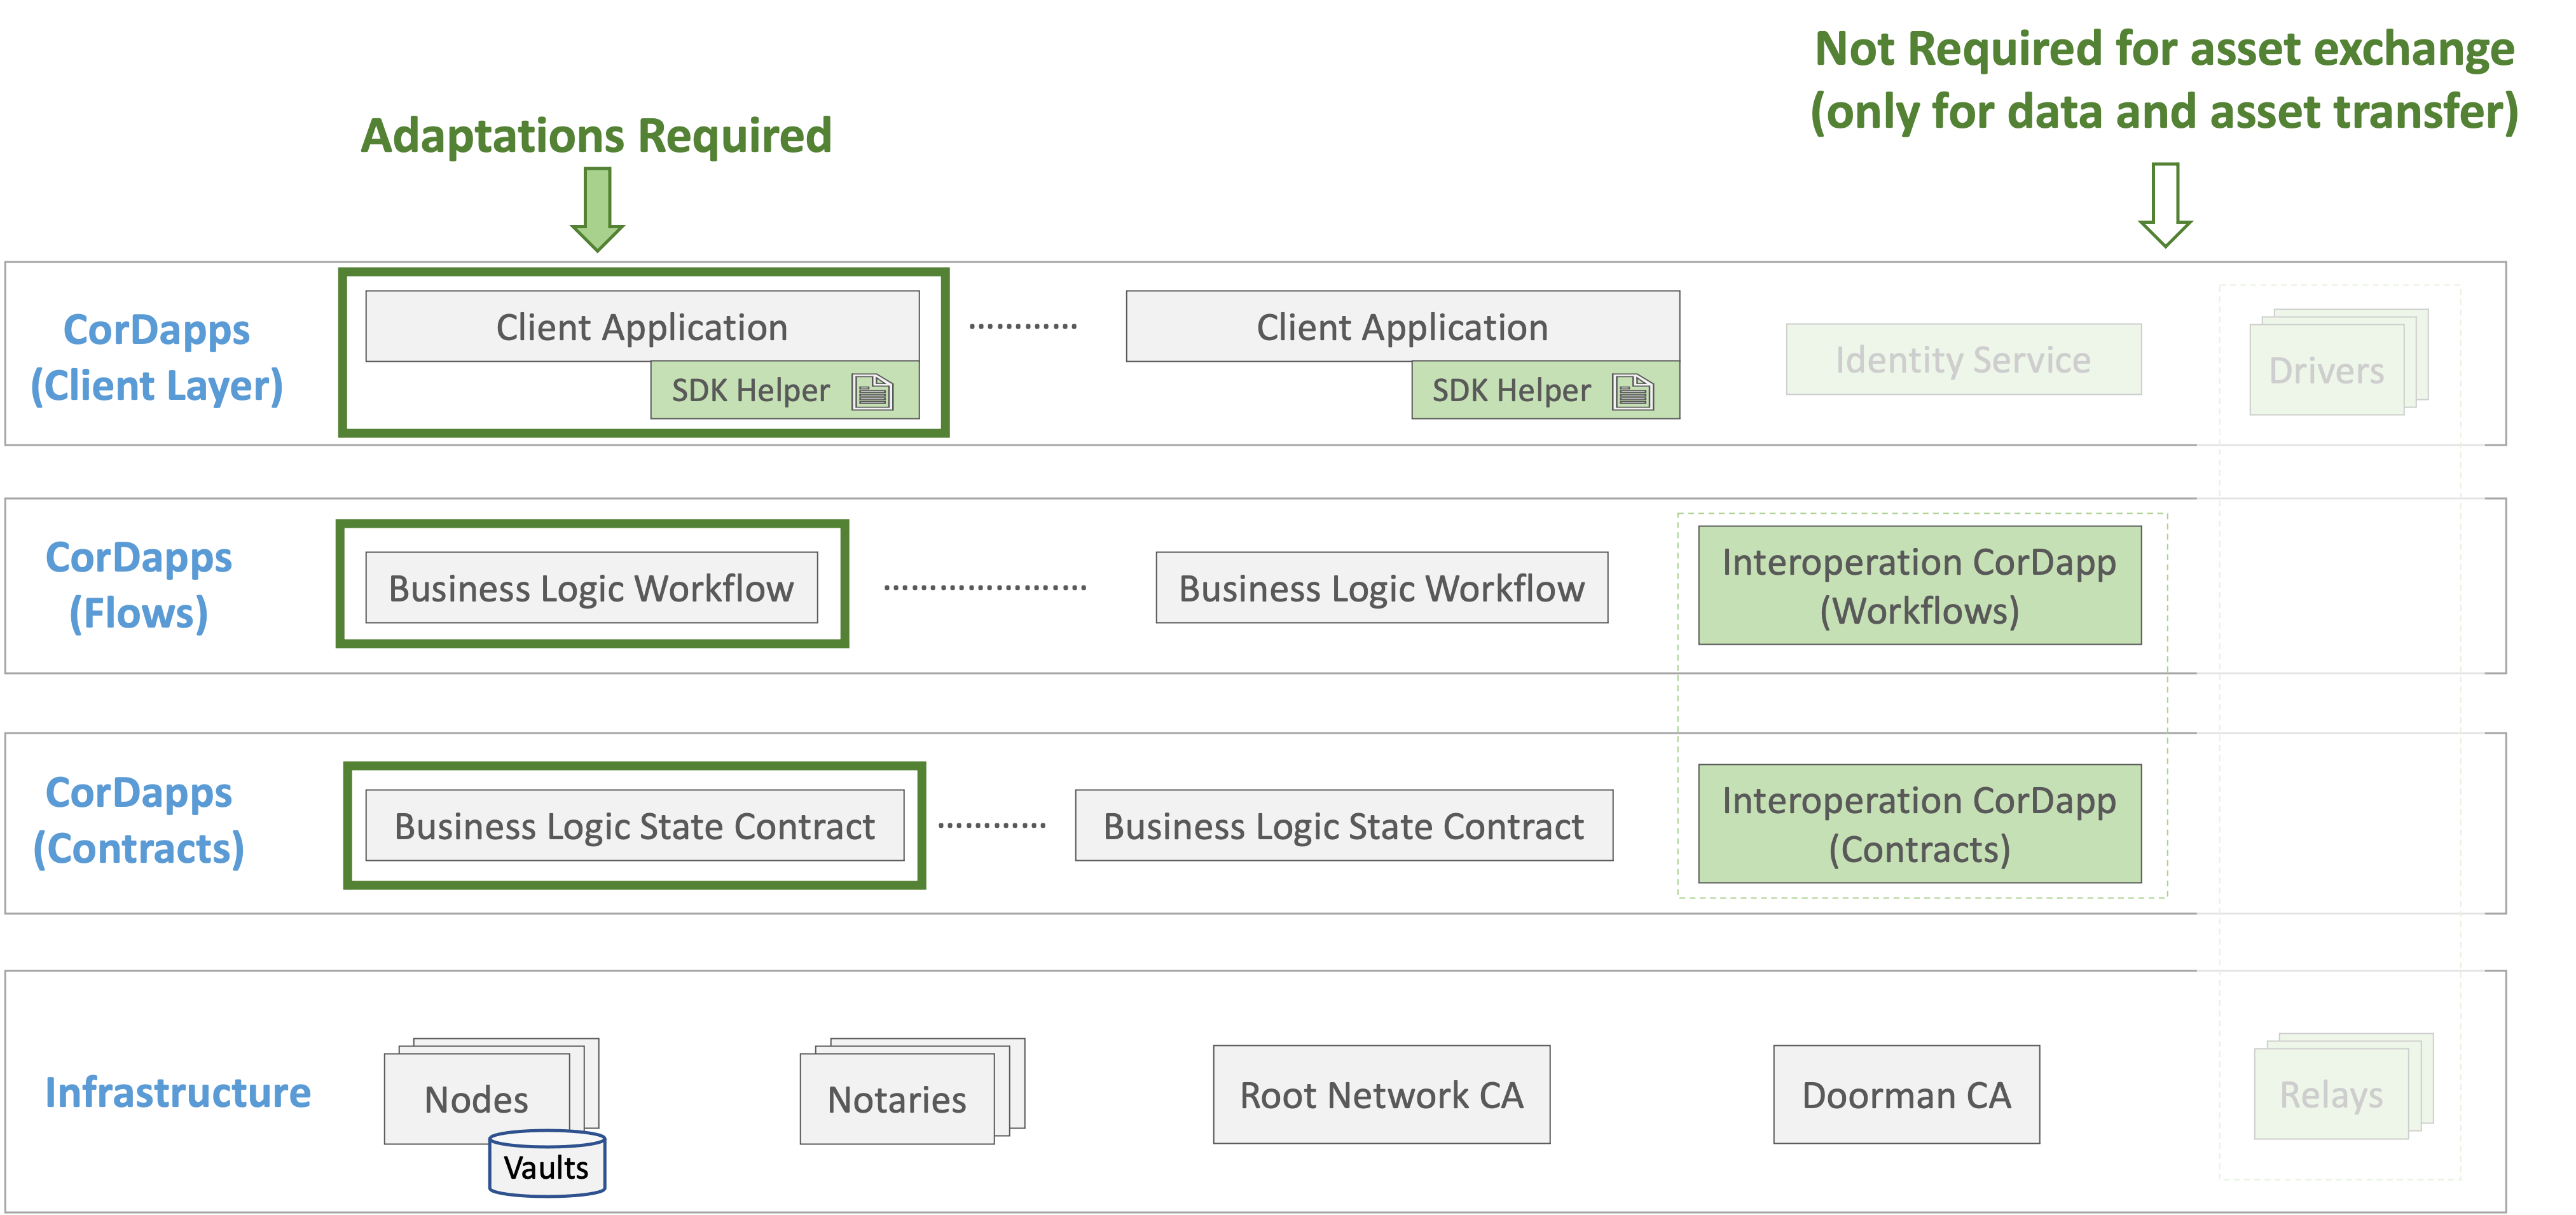 Not Required for asset exchange
(only for data and asset transfer)
Adaptations Required
CorDapps
(Client Layer)
Client Application
SDK Helper
............
Client Application
SDK Helper
Identity Service
Drivers
CorDapps
(Flows)
Business Logic Workflow
Business Logic Workflow
Interoperation CorDapp
(Workflows)
CorDapps
(Contracts)
Business Logic State Contract
Business Logic State Contract
Interoperation CorDapp
(Contracts)
Infrastructure
Nodes
Vaults
Notaries
Root Network CA
Doorman CA
Relays